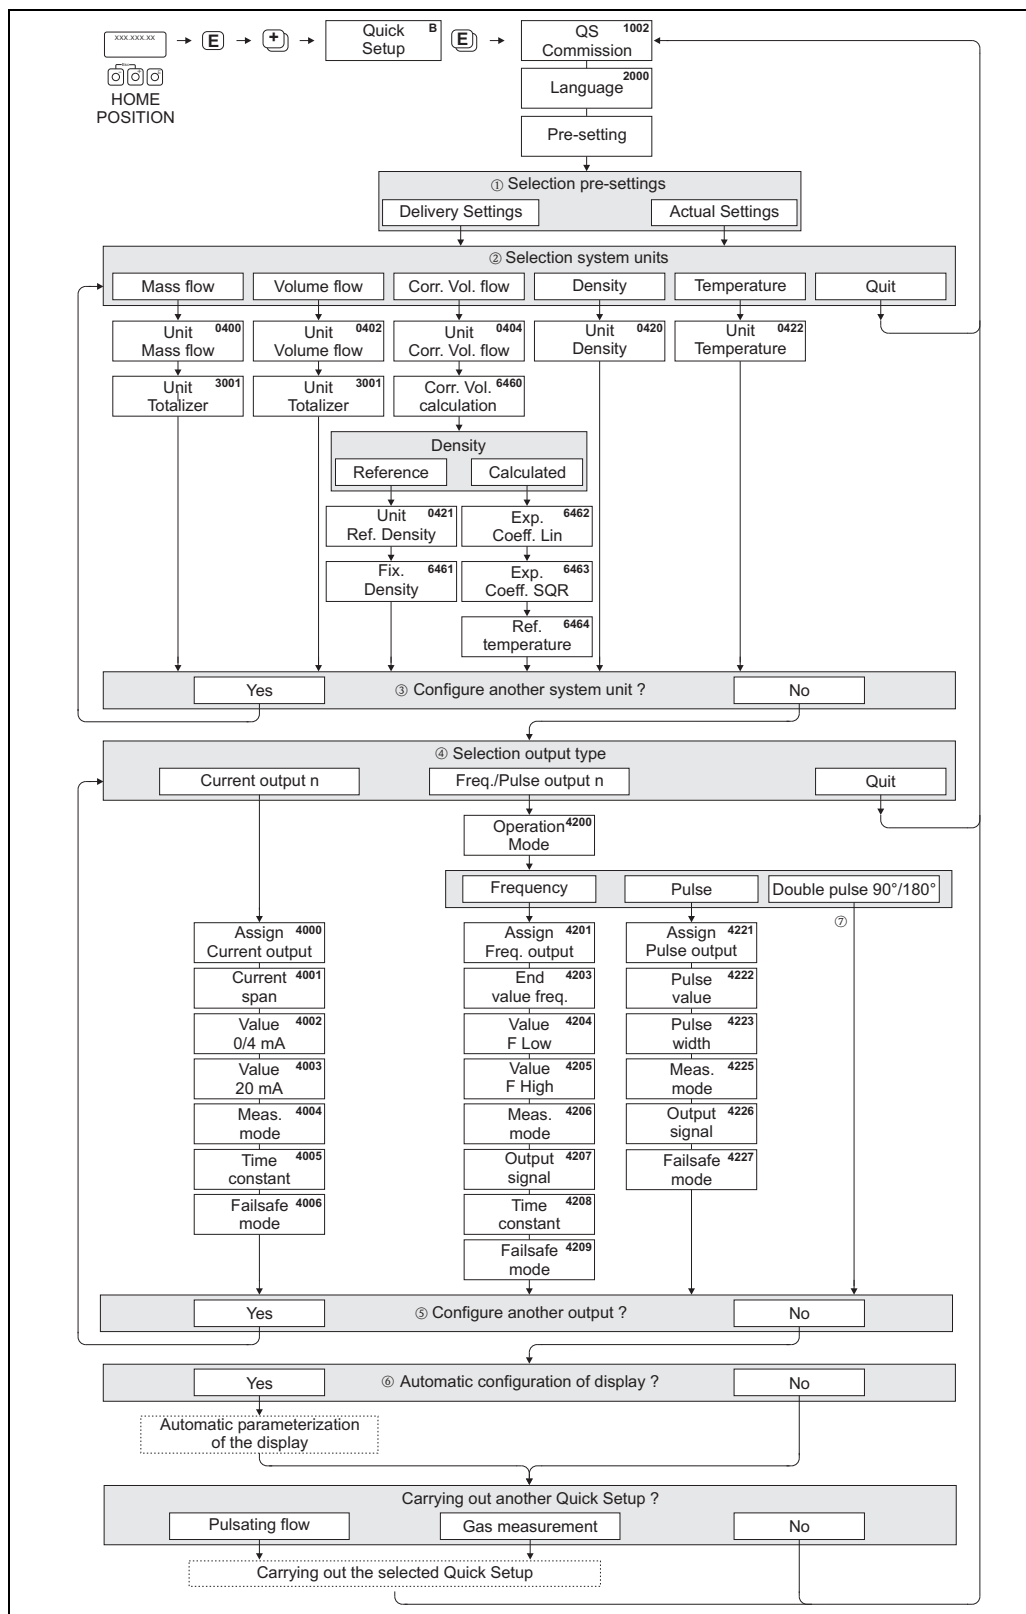 xxx.xxx.xx
Esc
E
+
Quick
Setup
B
E
QS
Commission
1002
HOME
POSITION
Language
2000
Pre-setting
① Selection pre-settings
Delivery Settings
Actual Settings
② Selection system units
Mass flow
Volume flow
Corr. Vol. flow
Density
Temperature
Quit
Unit
Mass flow
0400
Unit
Volume flow
0402
Unit
Corr. Vol. flow
0404
Unit
Density
0420
Unit
Temperature
0422
Unit
Totalizer
3001
Unit
Totalizer
3001
Corr. Vol.
calculation
6460
Density
Reference
Calculated
Unit
Ref. Density
0421
Exp.
Coeff. Lin
6462
Fix.
Density
6461
Exp.
Coeff. SQR
6463
Ref.
temperature
6464
Yes
③ Configure another system unit ?
No
④ Selection output type
Current output n
Freq./Pulse output n
Quit
Operation
Mode
4200
Frequency
Pulse
Double pulse 90°/180°
⑦
Assign
Current output
4000
Current
span
4001
Value
0/4 mA
4002
Value
20 mA
4003
Meas.
mode
4004
Time
constant
4005
Failsafe
mode
4006
Assign
Freq. output
4201
End
value freq.
4203
Value
F Low
4204
Value
F High
4205
Meas.
mode
4206
Output
signal
4207
Time
constant
4208
Failsafe
mode
4209
Assign
Pulse output
4221
Pulse
value
4222
Pulse
width
4223
Meas.
mode
4225
Output
signal
4226
Failsafe
mode
4227
Yes
⑤ Configure another output ?
No
Yes
⑥ Automatic configuration of display ?
No
Automatic parameterization
of the display
Carrying out another Quick Setup ?
Pulsating flow
Gas measurement
No
Carrying out the selected Quick Setup